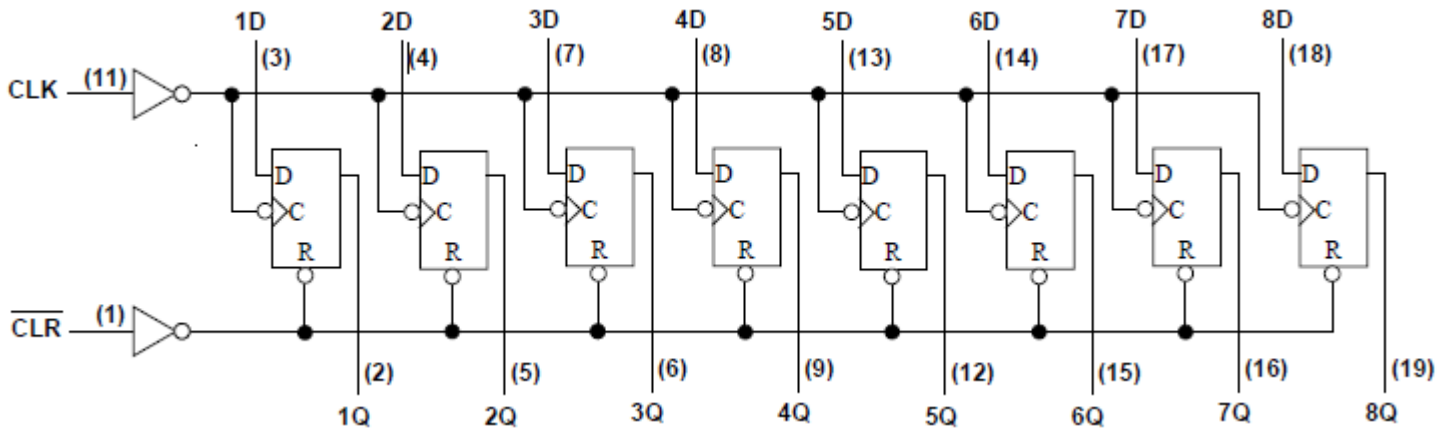 1D 2D 3D 4D 5D 6D 7D 8D
(3) (4) (7) (8) (13) (14) (17) (18)
CLK (11)
D D D D D D D D
C C C C C C C C
R R R R R R R R
CLR (1)
(2) (5) (6) (9) (12) (15) (16) (19)
1Q 2Q 3Q 4Q 5Q 6Q 7Q 8Q